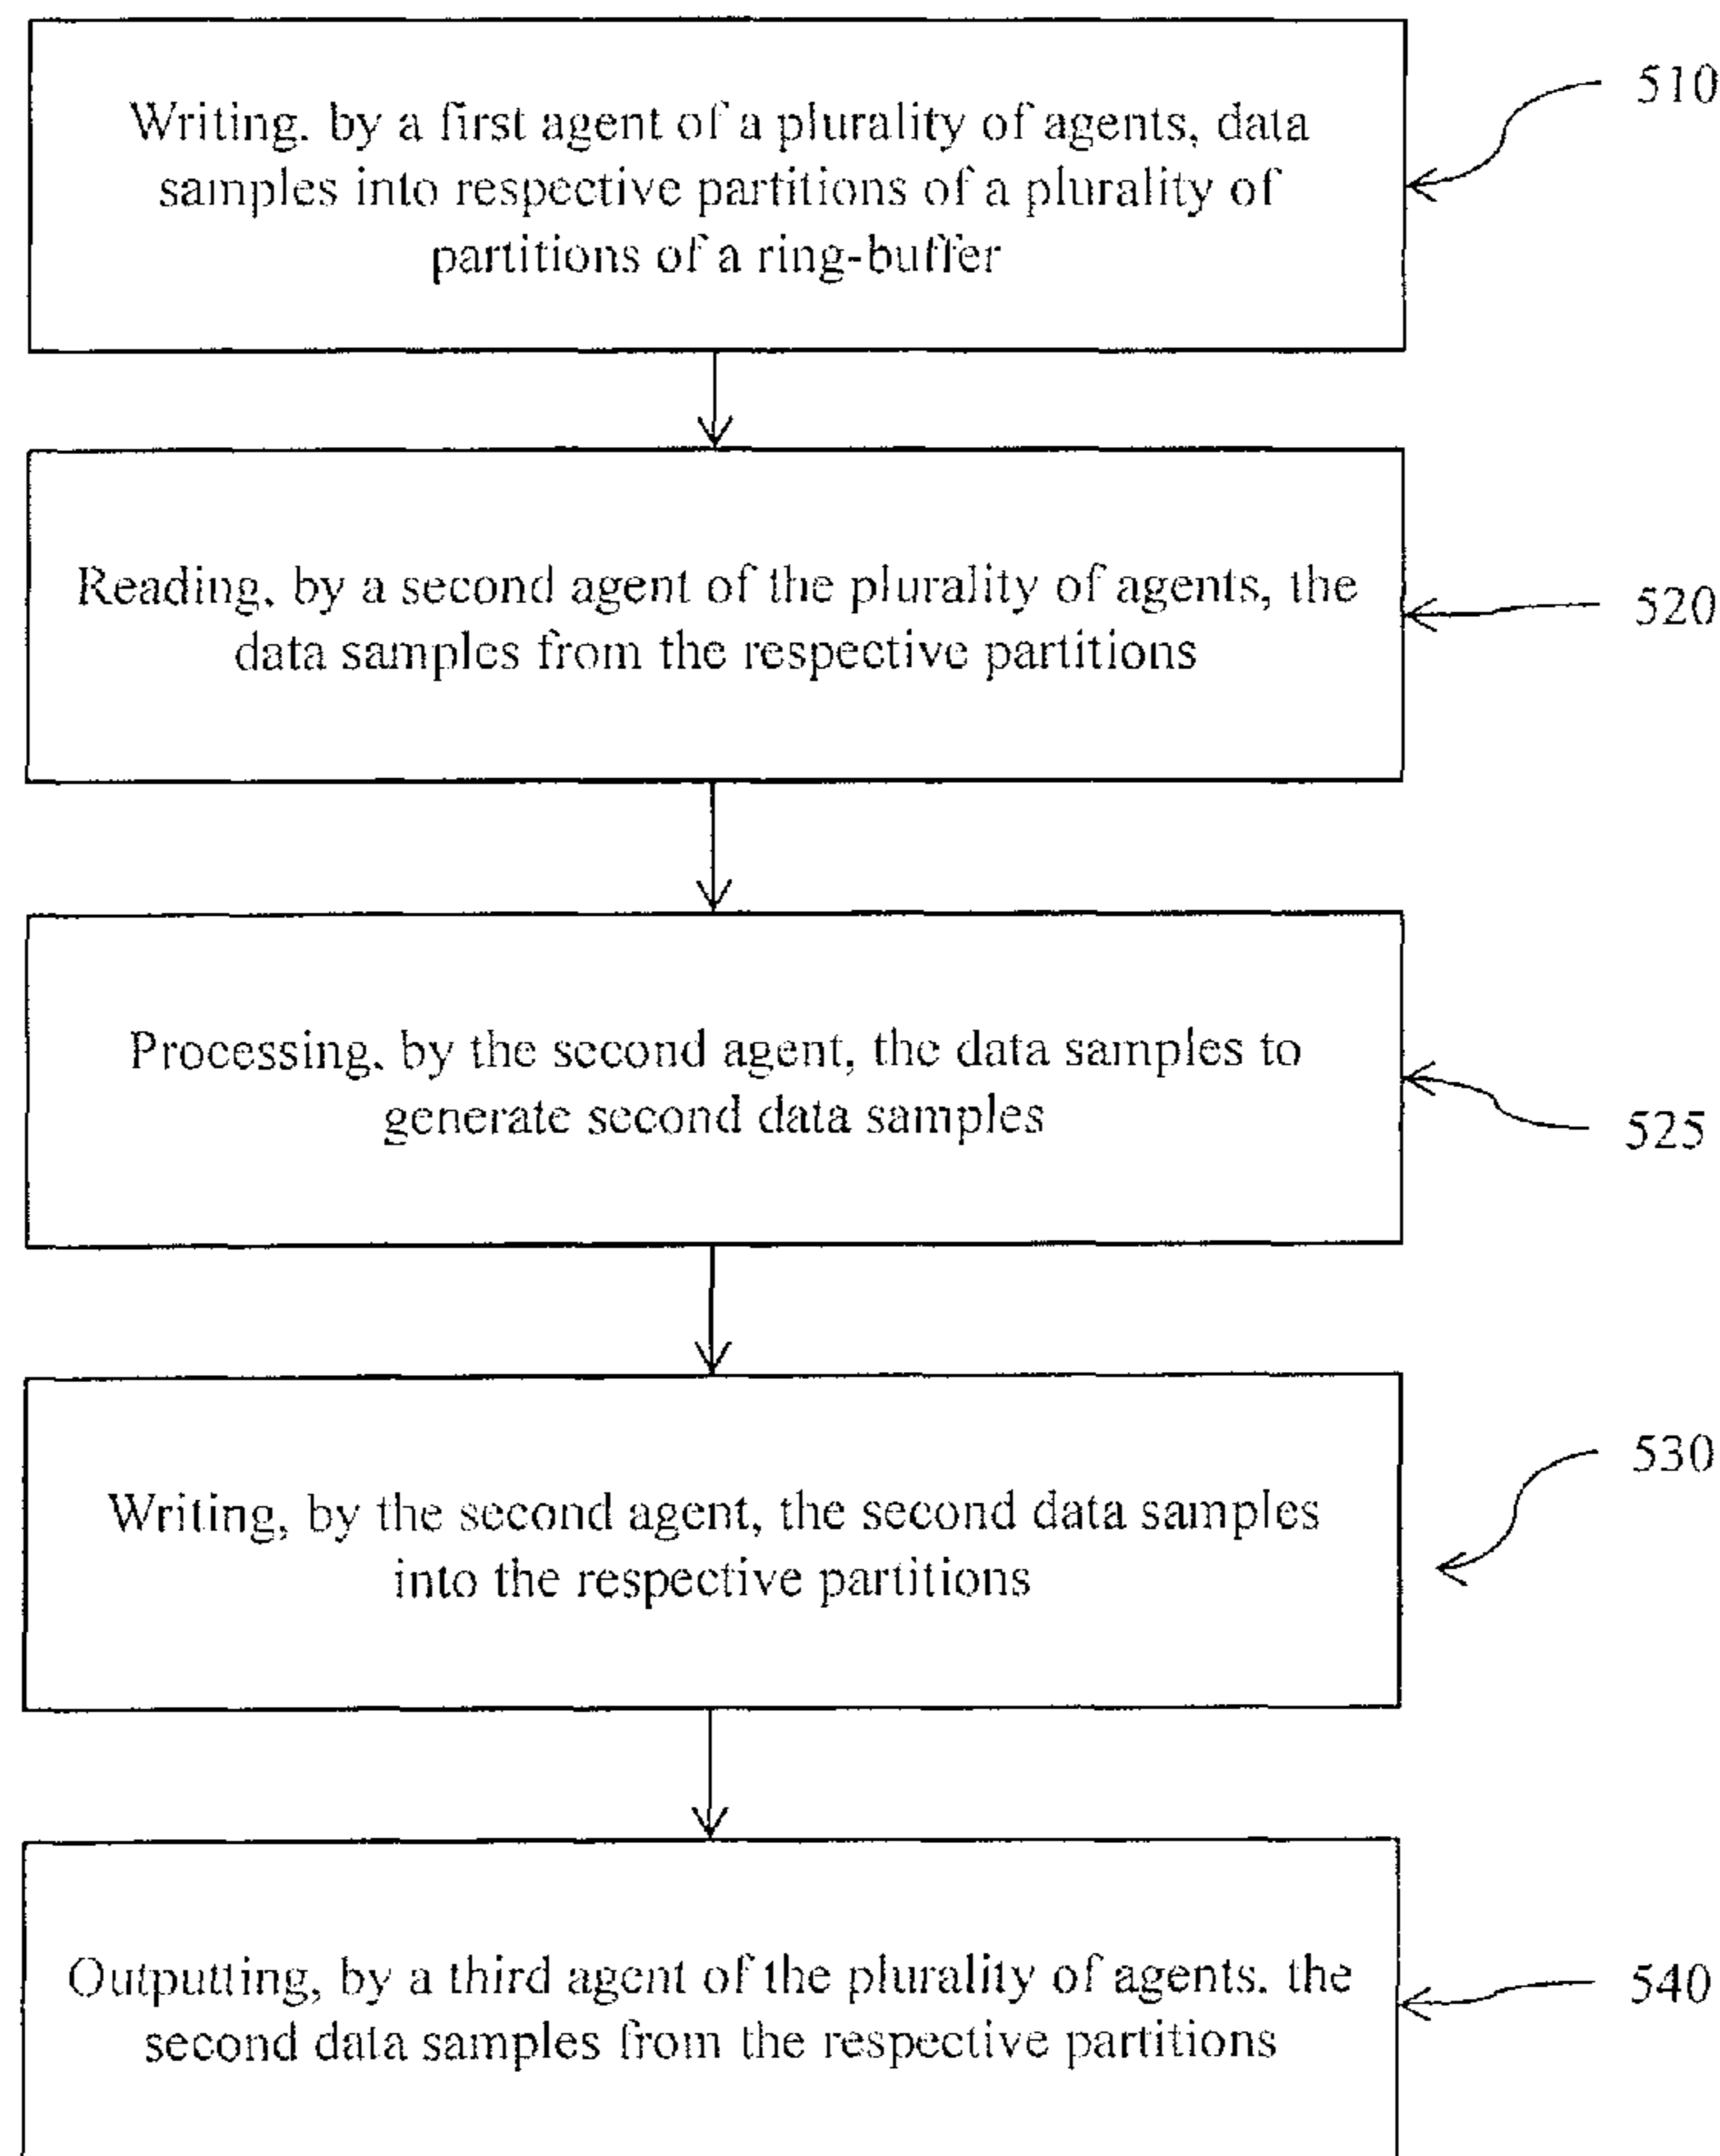 Writing, by a first agent of a plurality of agents, data
samples into respective partitions of a plurality of
partitions of a ring-buffer
510
Reading, by a second agent of the plurality of agents, the
data samples from the respective partitions
520
Processing, by the second agent, the data samples to
generate second data samples
525
Writing, by the second agent, the second data samples
into the respective partitions
530
Outputting, by a third agent of the plurality of agents, the
second data samples from the respective partitions
540